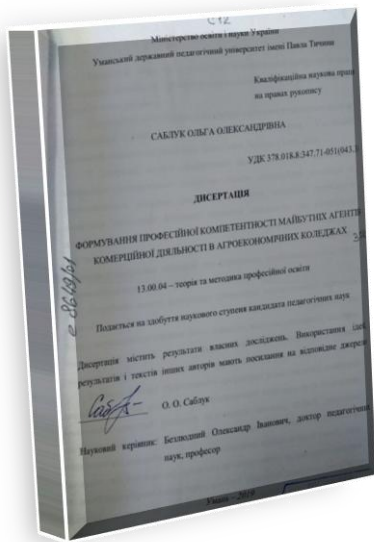 С12
Міністерство освіти і науки України
Уманський державний педагогічний університет імені Павла Тичини
Кваліфікаційна наукова праця
на правах рукопису
САБЛУК ОЛЬГА ОЛЕКСАНДРІВНА
УДК 378.018.8:347.71-051(043.
ДИСЕРТАЦІЯ
ФОРМУВАННЯ ПРОФЕСІЙНОЇ КОМПЕТЕНТНОСТІ МАЙБУТНІХ АГЕНТІВ
КОМЕРЦІЙНОЇ ДІЯЛЬНОСТІ В АГРОЕКОНОМІЧНИХ КОЛЕДЖАХ
13.00.04 – теорія та методика професійної освіти
Подається на здобуття наукового ступеня кандидата педагогічних наук
Дисертація містить результати власних досліджень. Використання ідей
результатів і текстів інших авторів мають посилання на відповідне джерело
О. О. Саблук
Науковий керівник: Безлюдний Олександр Іванович, доктор педагогічних
наук, професор
Умань – 2019